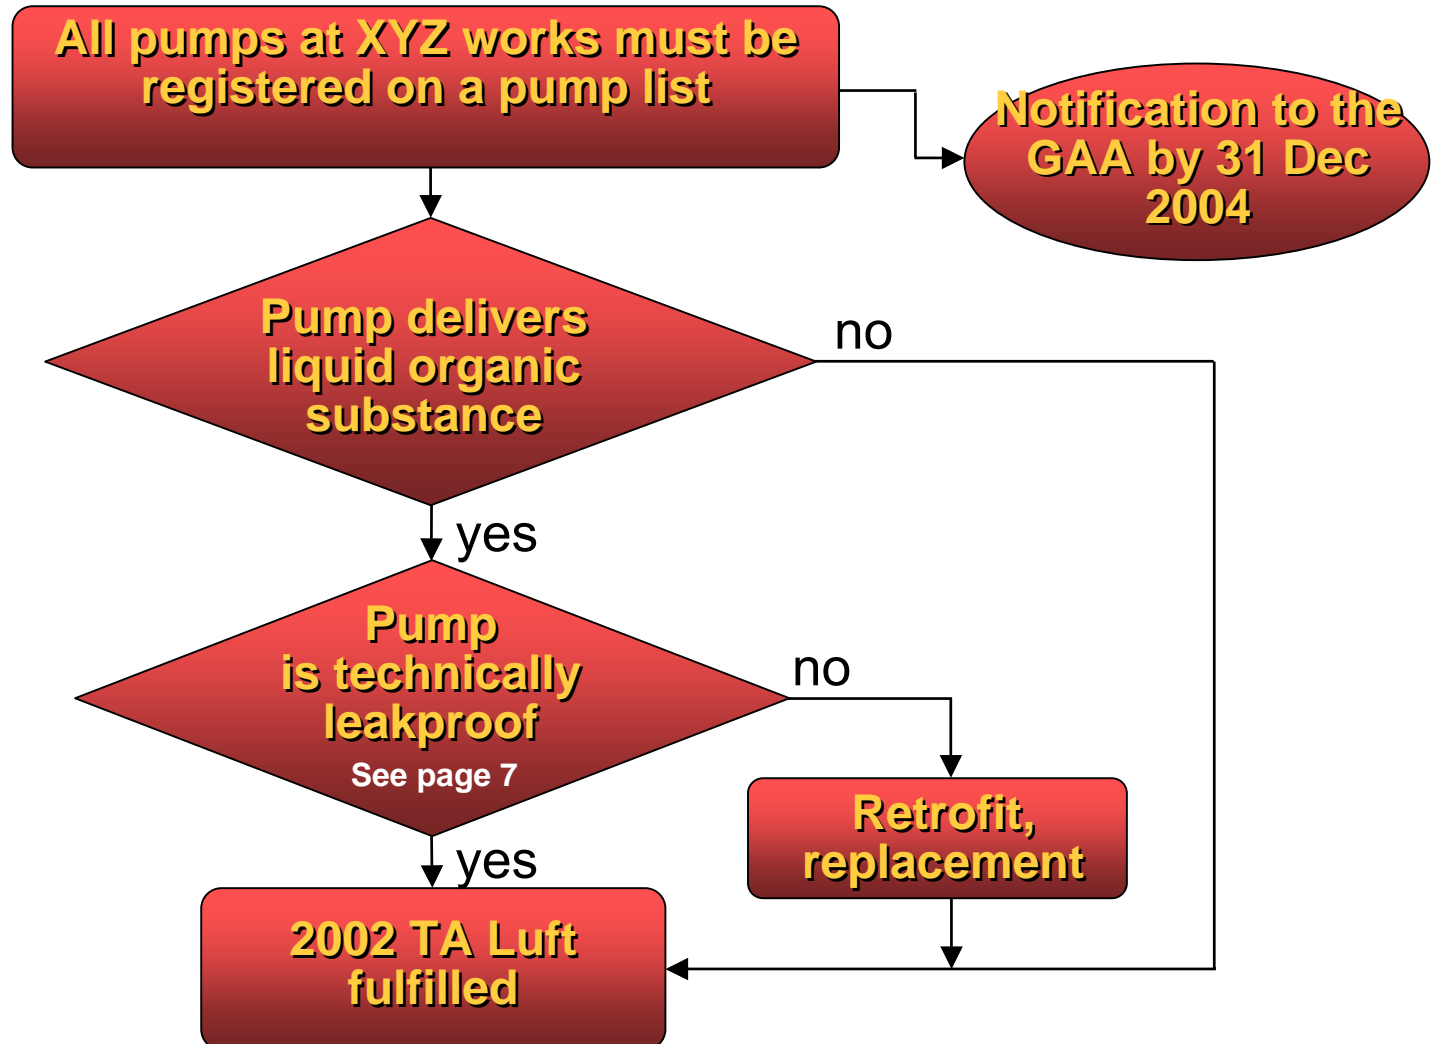 All pumps at XYZ works must be
registered on a pump list
Notification to the
GAA by 31 Dec
2004
Pump delivers
liquid organic
substance
no
yes
Pump
is technically
leakproof
See page 7
no
Retrofit,
replacement
yes
2002 TA Luft
fulfilled